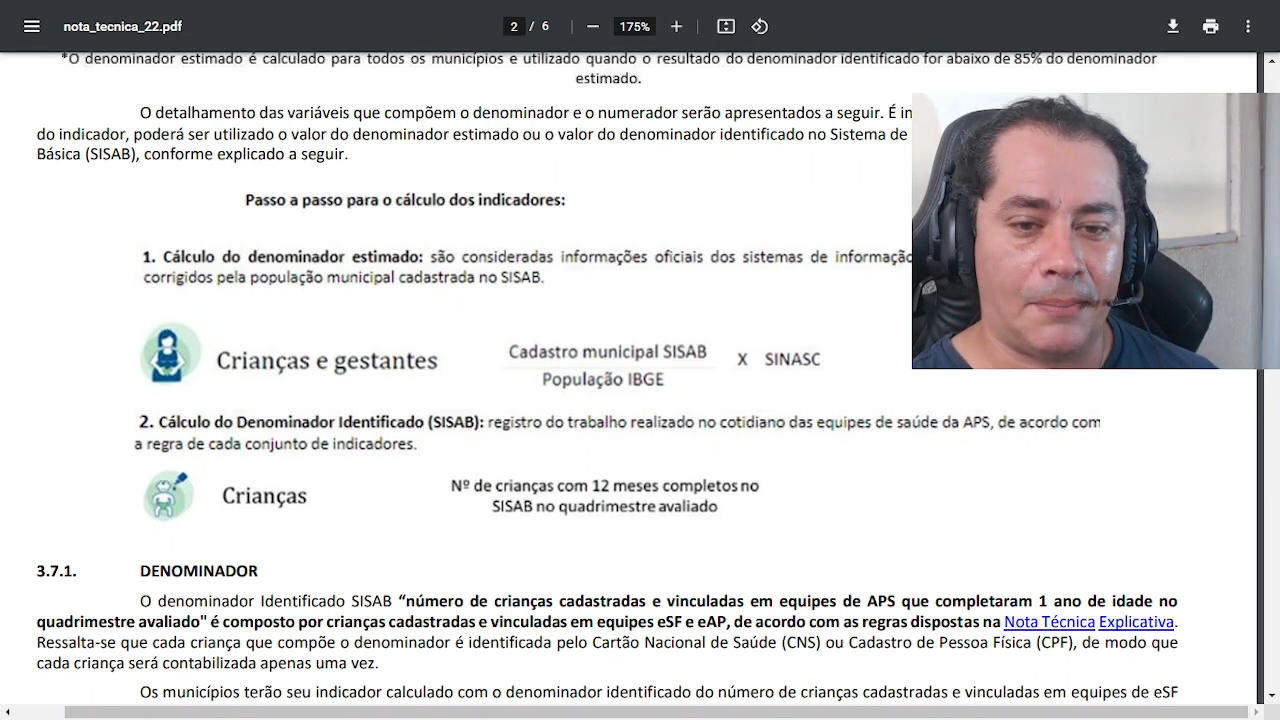 nota_tecnica_22.pdf
2 / 6
175%
*O denominador estimado é calculado para todos os municípios e utilizado quando o resultado do denominador identificado for abaixo de 85% do denominador
estimado.
O detalhamento das variáveis que compõem o denominador e o numerador serão apresentados a seguir. É
do indicador, poderá ser utilizado o valor do denominador estimado ou o valor do denominador identificado no Sistema de
Básica (SISAB), conforme explicado a seguir.
Passo a passo para o cálculo dos indicadores:
1. Cálculo do denominador estimado: são consideradas informações oficiais dos sistemas de
corrigidos pela população municipal cadastrada no SISAB.
Crianças e gestantes
Cadastro municipal SISAB
População IBGE
X SINASC
2. Cálculo do Denominador Identificado (SISAB): registro do trabalho realizado no cotidiano das equipes de saúde da APS, de acordo com
a regra de cada conjunto de indicadores.
Crianças
Nº de crianças com 12 meses completos no
SISAB no quadrimestre avaliado
3.7.1. DENOMINADOR
O denominador Identificado SISAB “número de crianças cadastradas e vinculadas em equipes de APS que completaram 1 ano de idade no
quadrimestre avaliado" é composto por crianças cadastradas e vinculadas em equipes eSF e eAP, de acordo com as regras dispostas na Nota Técnica Explicativa.
Ressalta-se que cada criança que compõe o denominador é identificada pelo Cartão Nacional de Saúde (CNS) ou Cadastro de Pessoa Física (CPF), de modo que
cada criança será contabilizada apenas uma vez.
Os municípios terão seu indicador calculado com o denominador identificado do número de crianças cadastradas e vinculadas em equipes de eSF